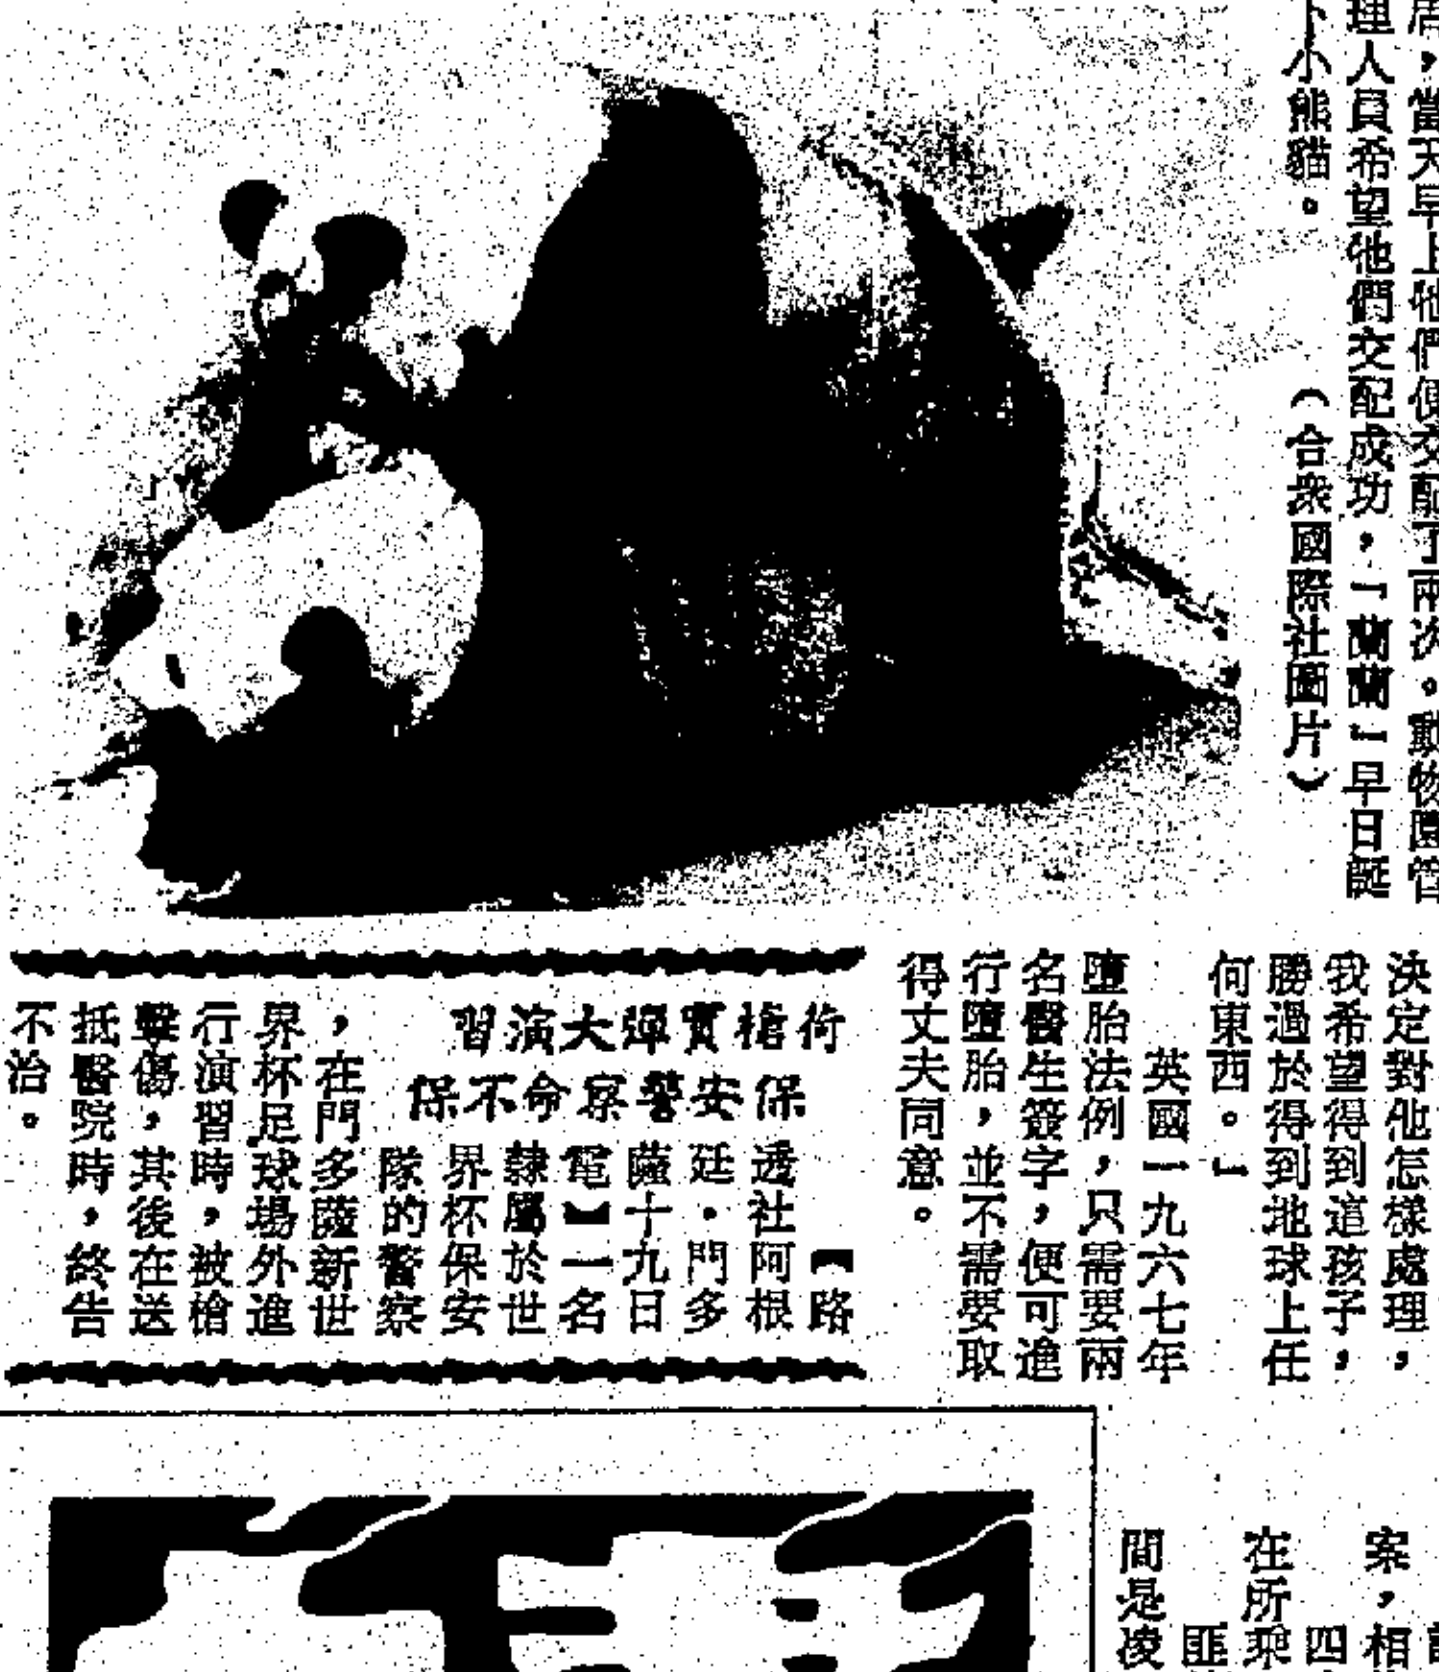 居，當天早上牠們便交配了兩次。動物園管
理人員希望他們交配成功，「蘭蘭」早日誕
下小熊貓。（合衆國際社圖片）
決定對他怎樣處理，
我希望得到這孩子，
勝過於得到地球上任
何東西。」
英國一九六七年
墮胎法例，只需要兩
名醫生簽字，便可進
行墮胎，並不需要取
得丈夫同意。
荷槍實彈大演習
保安警察命不保
【路
透社阿根
廷．門多
薩十九日
電】一名
隸屬於世
界杯保安
隊的警察
，在門多薩新世
界杯足球場外進
行演習時，被槍
擊傷，其後在送
抵醫院時，終告
不治。
案，相
四
在所乘
匪
間是凌